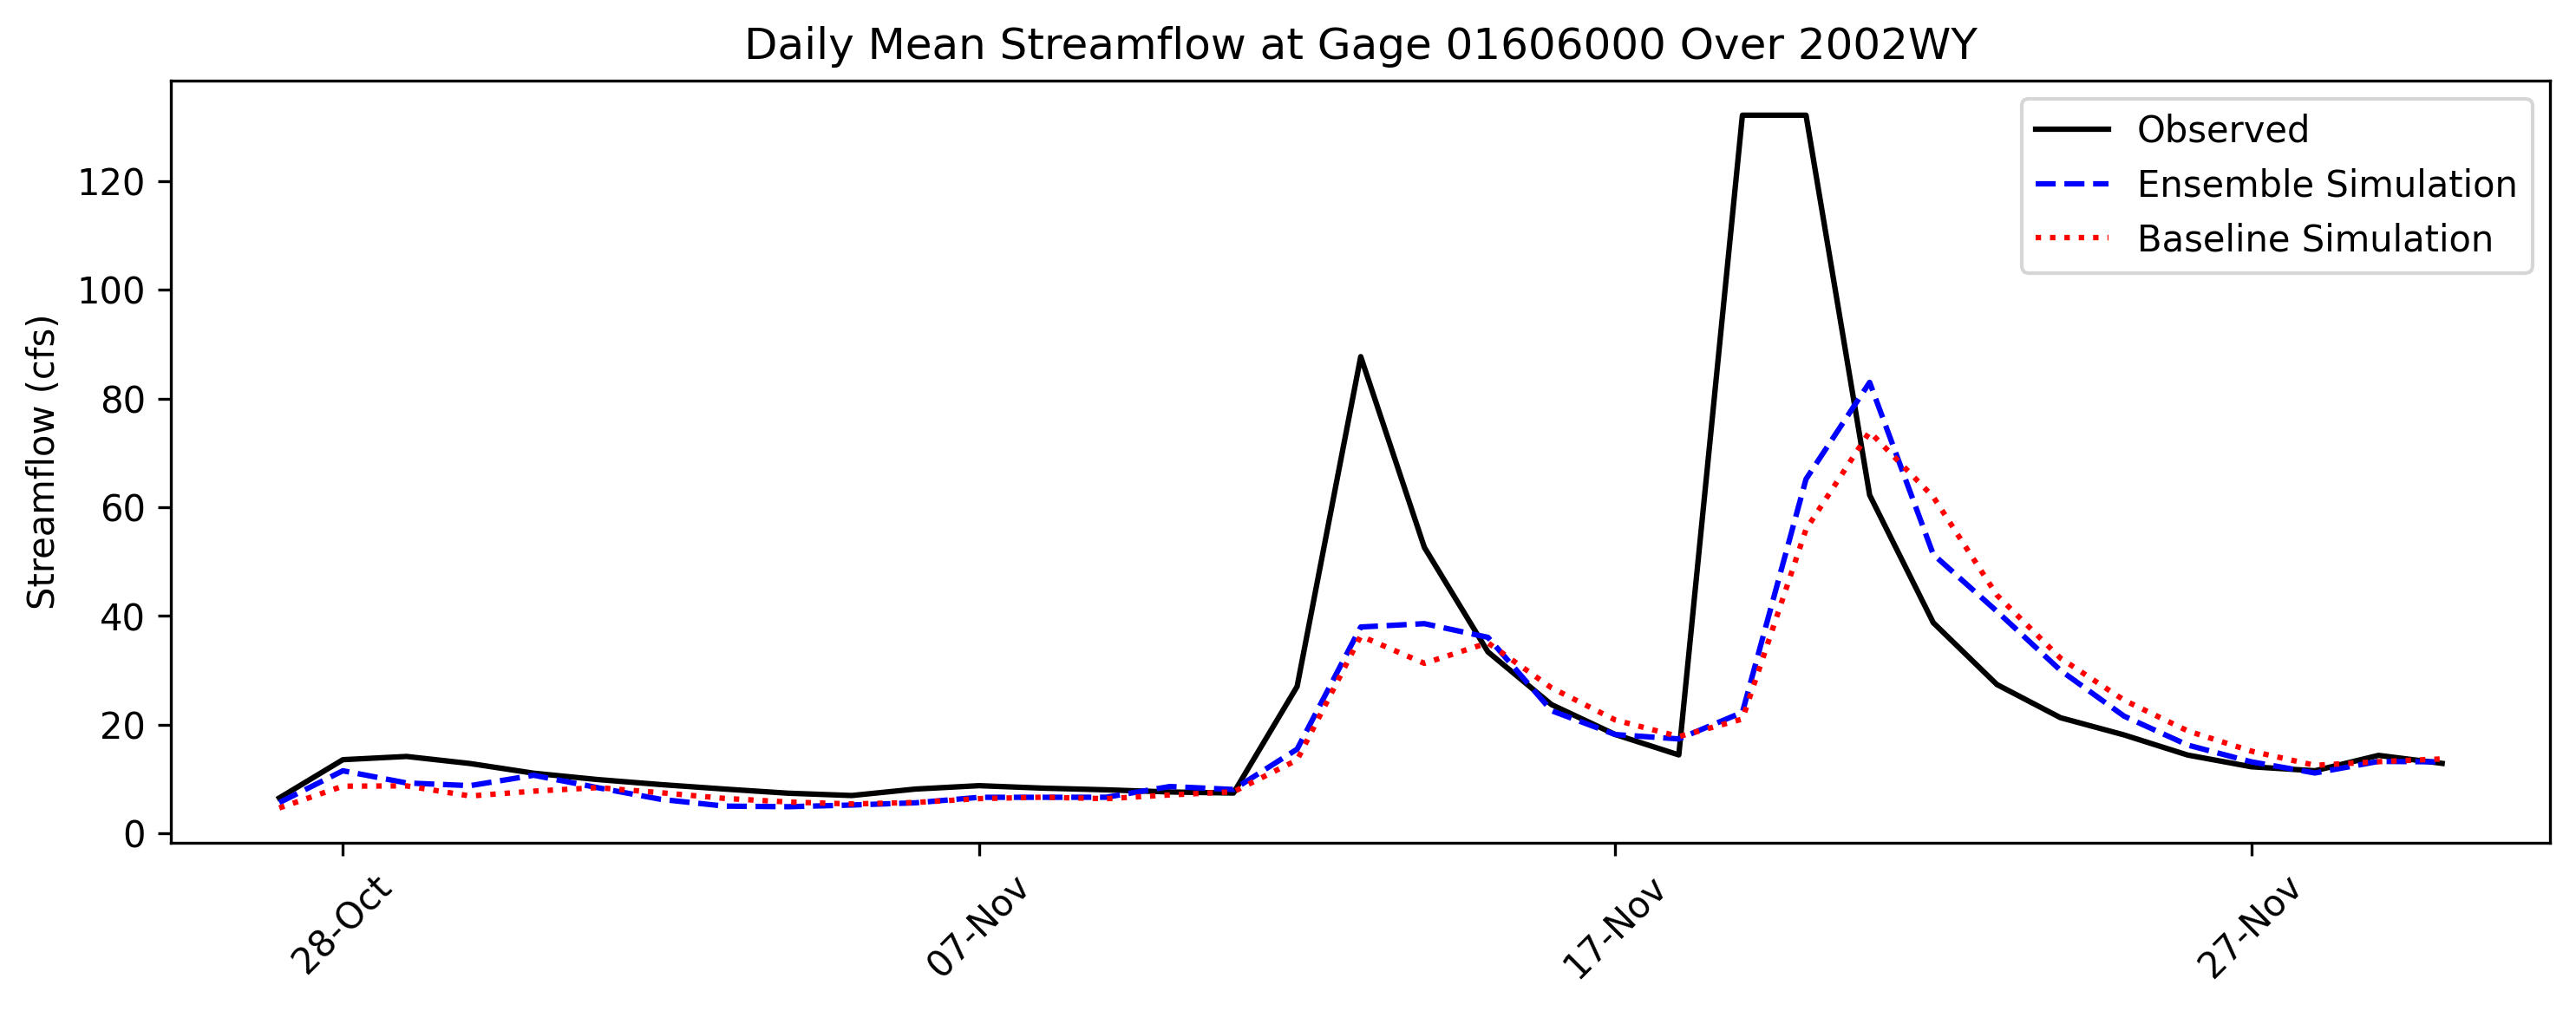 Daily Mean Streamflow at Gage 01606000 Over 2002WY
Observed
Ensemble Simulation
Baseline Simulation
Streamflow (cfs)
120
100
80
60
40
20
0
28-Oct
07-Nov
17-Nov
27-Nov